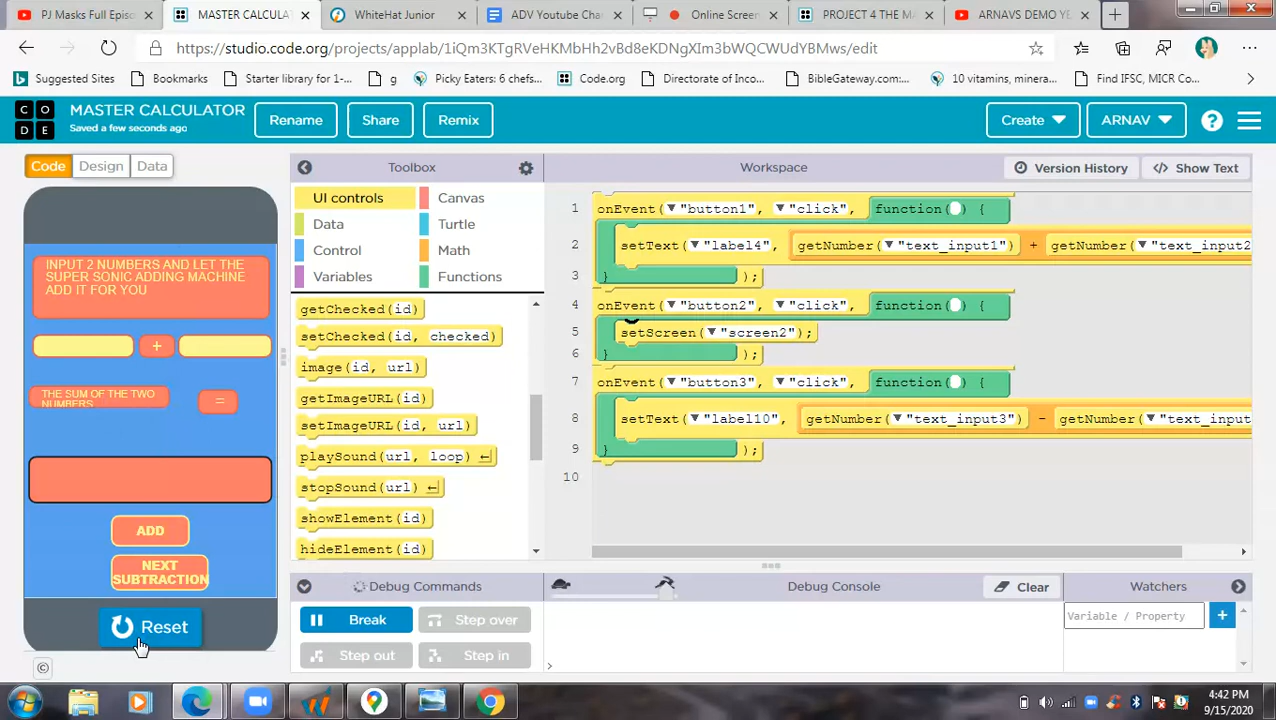 PJ Masks Full Epis
MASTER CALCULAT
WhiteHat Junior
ADV Youtube Cha
Online Screen
PROJECT 4 THE MA
ARNAVS DEMO YE
https://studio.code.org/projects/applab/1iQm3KTgRVeHKMbHh2vBd8eKDNgXIm3bWQCWUdYBMws/edit
Suggested Sites
Bookmarks
Starter library for 1-...
g
Picky Eaters: 6 chefs...
Code.org
Directorate of Inco...
BibleGateway.com:...
10 vitamins, minera...
Find IFSC, MICR Co...
C O
D E
MASTER CALCULATOR
Saved a few seconds ago
Rename
Share
Remix
Create
ARNAV
?
Code
Design
Data
Toolbox
Workspace
Version History
</> Show Text
INPUT 2 NUMBERS AND LET THE
SUPER SONIC ADDING MACHINE
ADD IT FOR YOU
+
THE SUM OF THE TWO
NUMBERS
=
ADD
NEXT
SUBTRACTION
Reset
©
UI controls
Canvas
Data
Turtle
Control
Math
Variables
Functions
getChecked(id)
setChecked(id, checked)
image(id, url)
getImageURL(id)
setImageURL(id, url)
playSound(url, loop)
stopSound(url)
showElement(id)
hideElement(id)
1 onEvent(▼"button1", ▼"click", function( ) {
2 setText(▼"label4", getNumber(▼"text_input1") + getNumber(▼"text_input2
3 } );
4 onEvent(▼"button2", ▼"click", function( ) {
5 setScreen(▼"screen2");
6 } );
7 onEvent(▼"button3", ▼"click", function( ) {
8 setText(▼"label10", getNumber(▼"text_input3") - getNumber(▼"text_input
9 } );
10
Debug Commands
Debug Console
Clear
Watchers
Break
Step over
Step out
Step in
>
Variable / Property
+
4:42 PM
9/15/2020